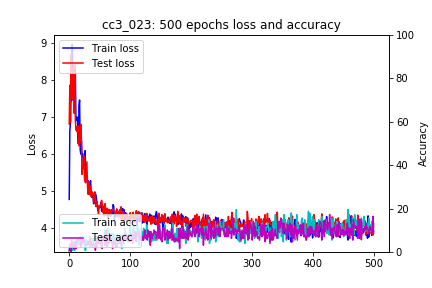 cc3_023: 500 epochs loss and accuracy
Train loss
Test loss
Train acc
Test acc
Loss
9
8
7
6
5
4
Accuracy
100
80
60
40
20
0
0 100 200 300 400 500